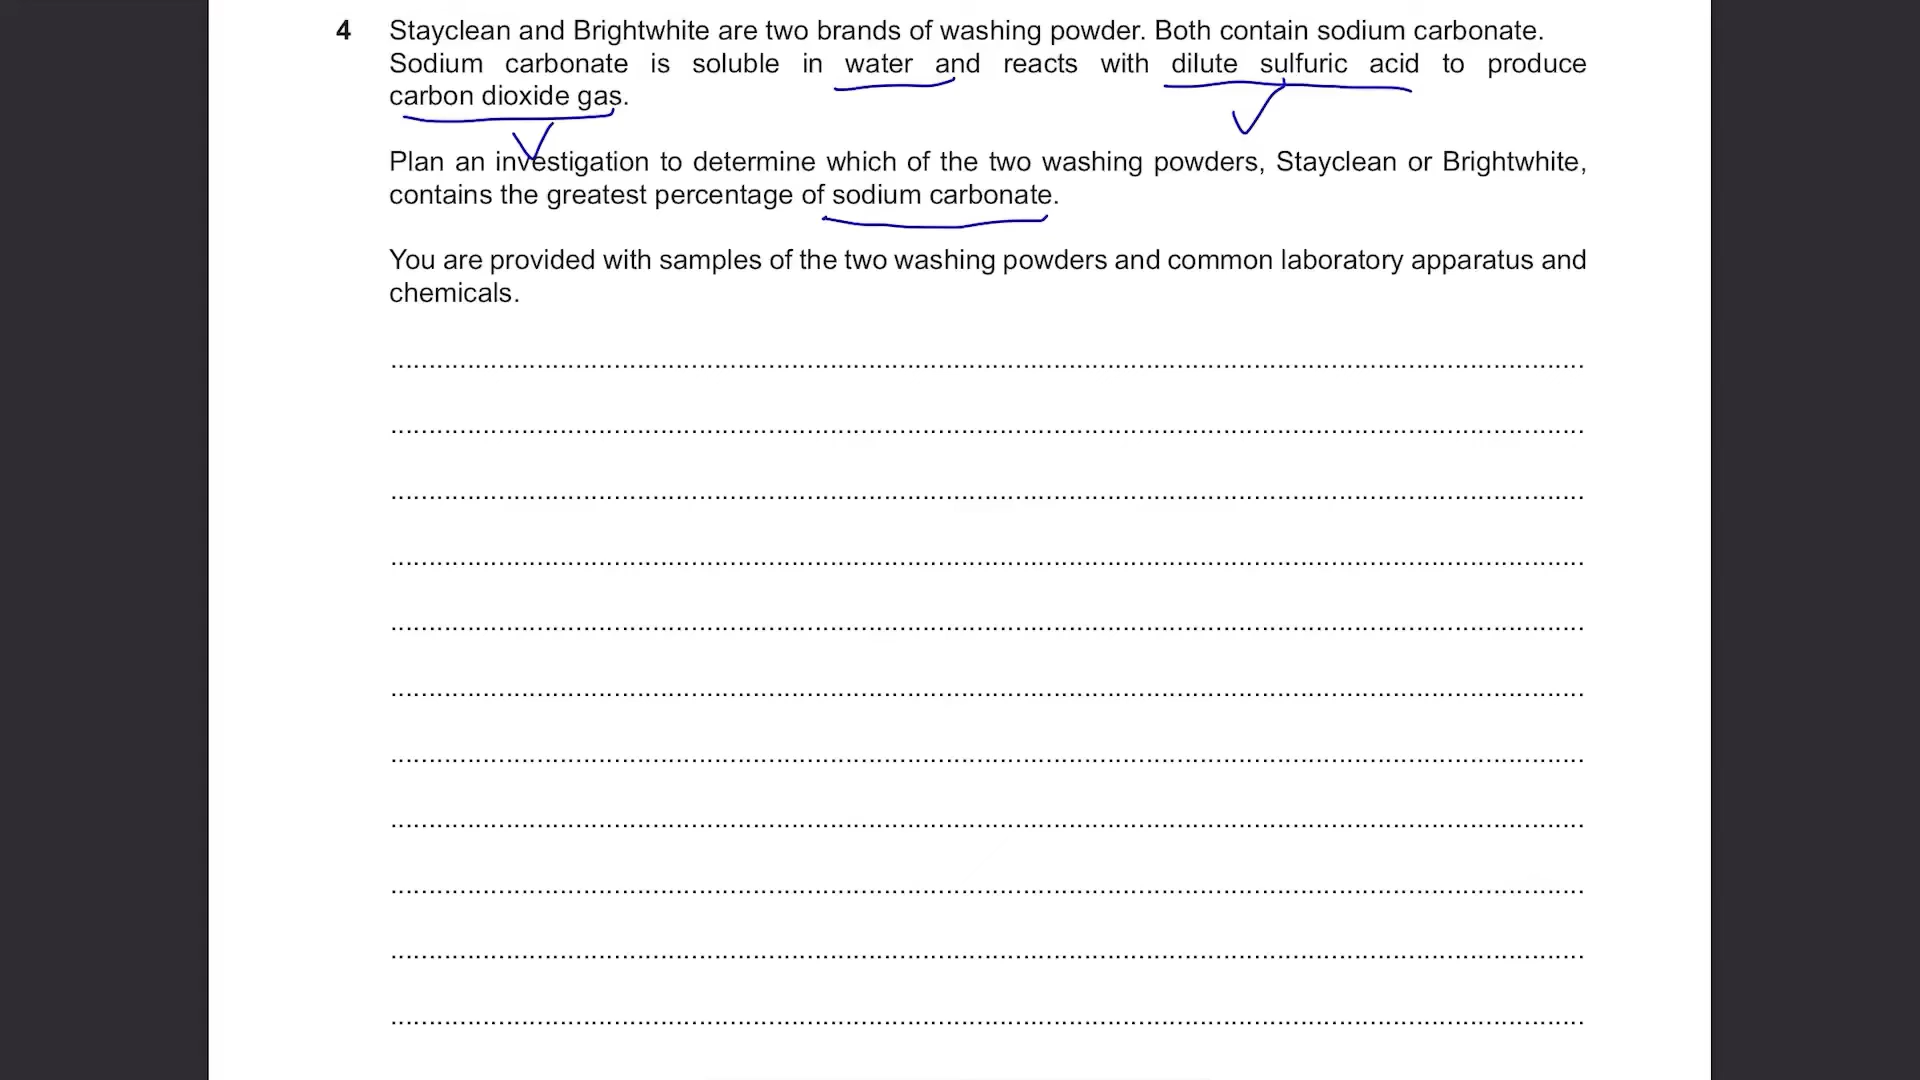 4 Stayclean and Brightwhite are two brands of washing powder. Both contain sodium carbonate.
Sodium carbonate is soluble in water and reacts with dilute sulfuric acid to produce
carbon dioxide gas.
Plan an investigation to determine which of the two washing powders, Stayclean or Brightwhite,
contains the greatest percentage of sodium carbonate.
You are provided with samples of the two washing powders and common laboratory apparatus and
chemicals.